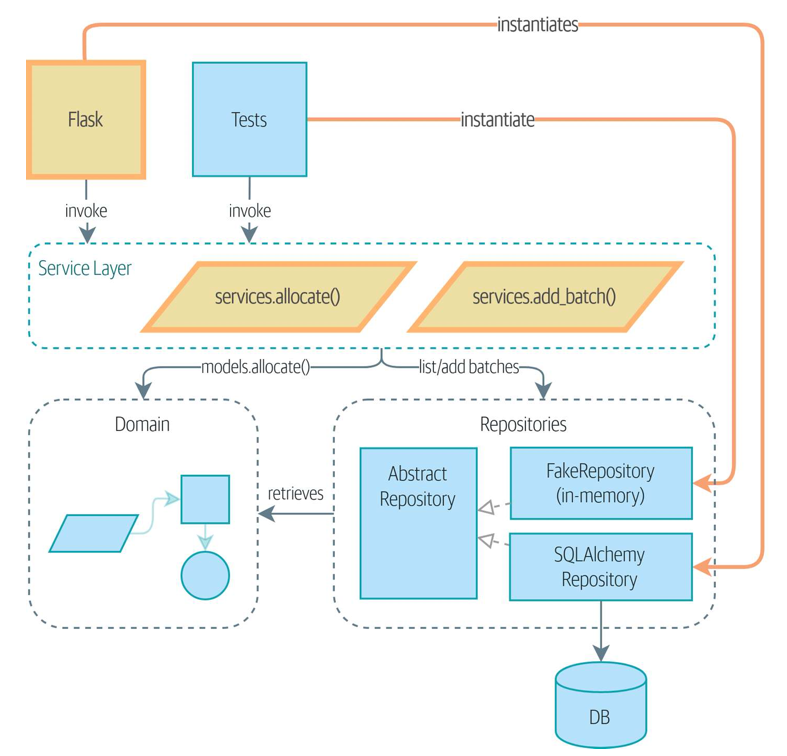 instantiates
Flask
Tests
instantiate
invoke
invoke
Service Layer
services.allocate()
services.add_batch()
models.allocate()
list/add batches
Domain
Repositories
Abstract
Repository
FakeRepository
(in-memory)
retrieves
SQLAlchemy
Repository
DB